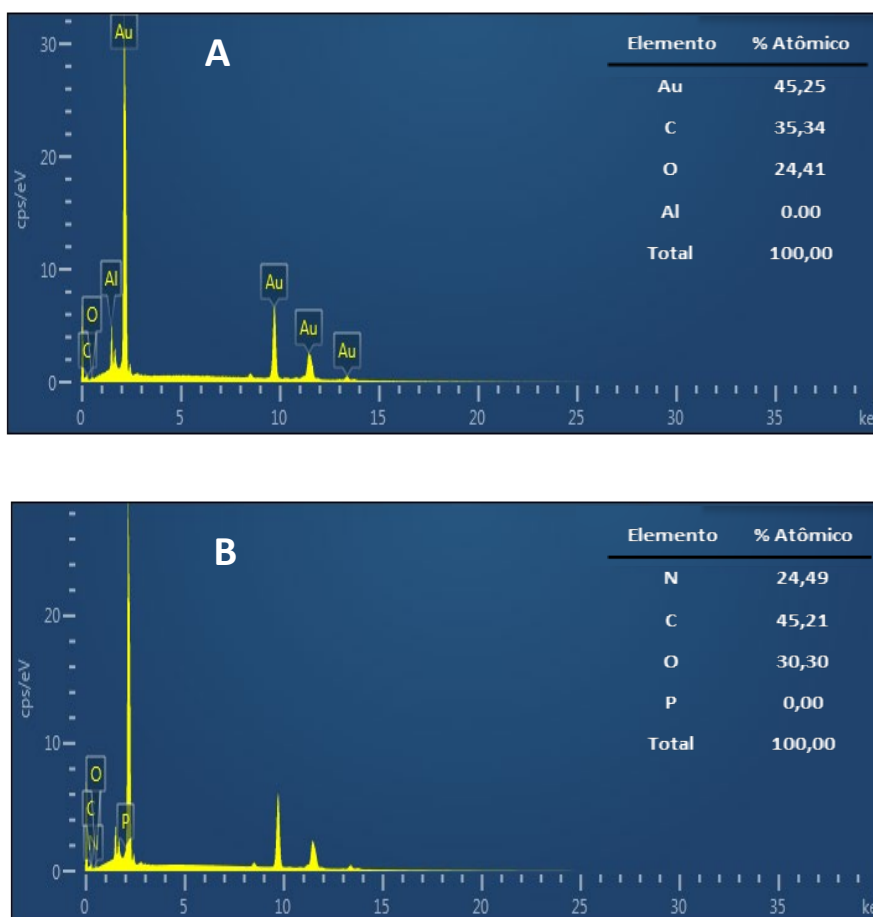 A
Au
Al
O
C
Au
Au
Au
cps/eV
30
20
10
0
0 5 10 15 20 25 30 35 ke
Elemento % Atômico
Au 45,25
C 35,34
O 24,41
Al 0.00
Total 100,00
B
O
C
N
P
cps/eV
20
10
0
0 5 10 15 20 25 30 35 ke
Elemento % Atômico
N 24,49
C 45,21
O 30,30
P 0,00
Total 100,00